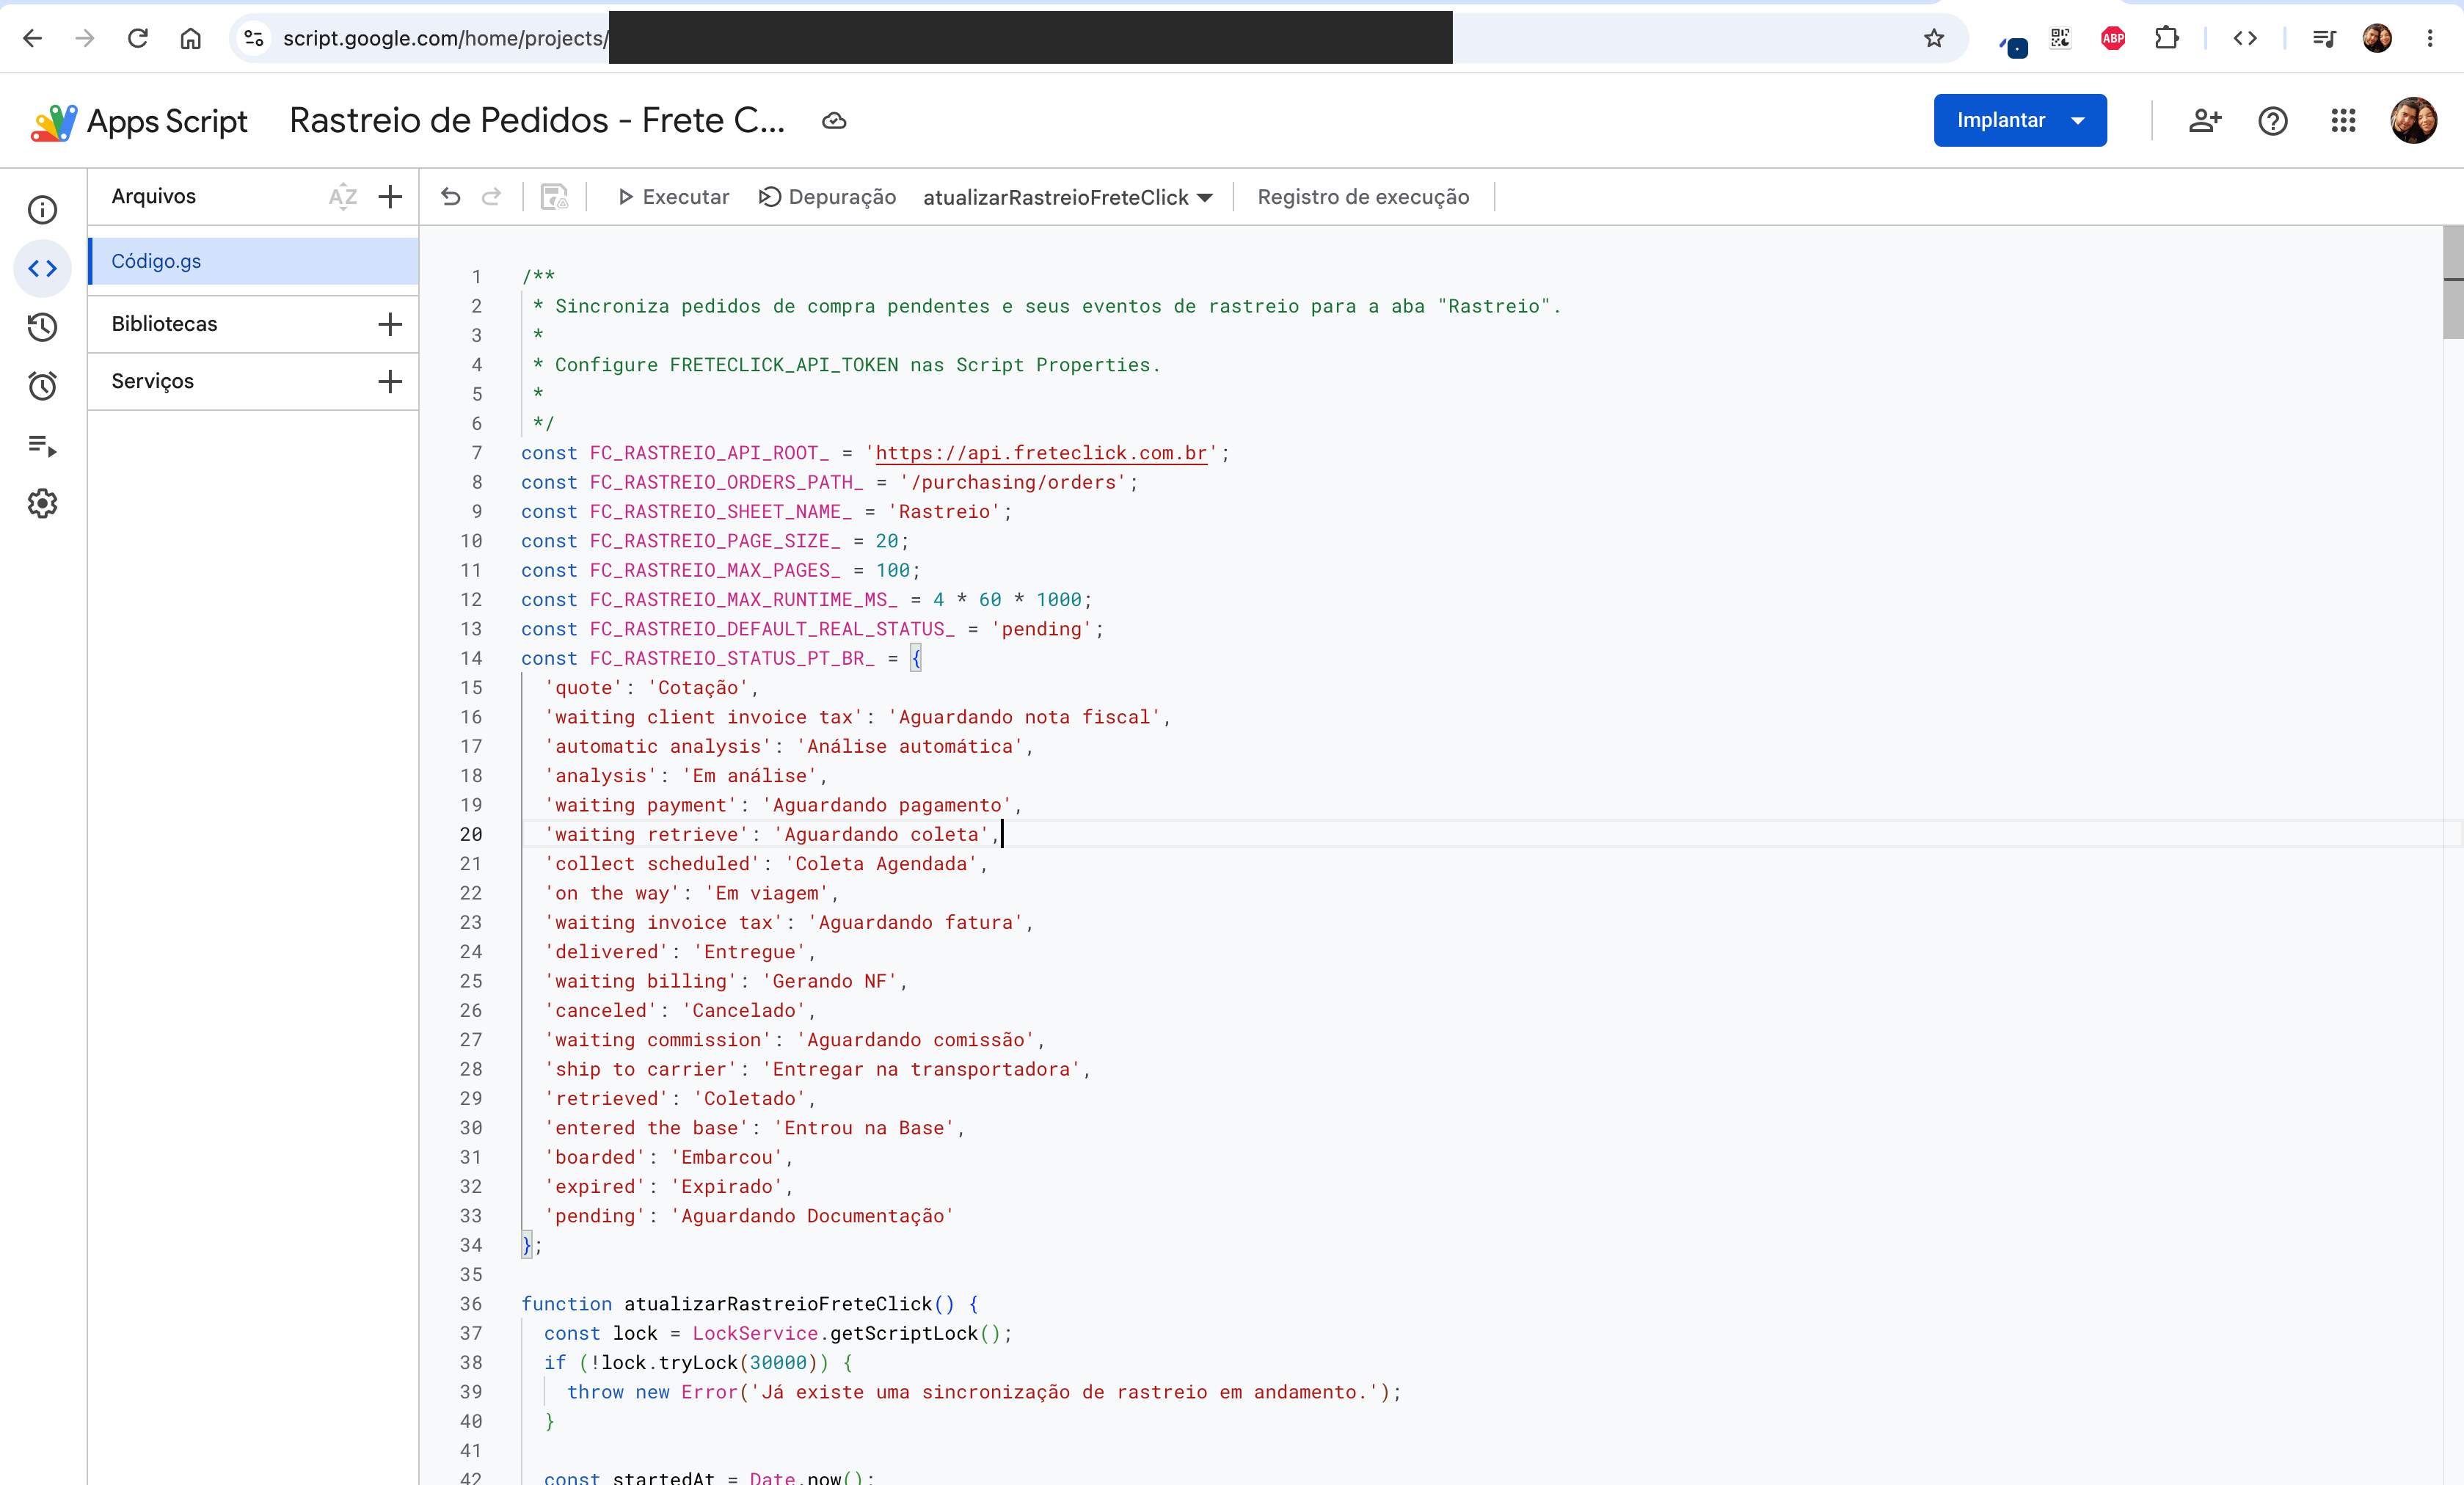 script.google.com/home/projects/
ABP
Apps Script
Rastreio de Pedidos - Frete C...
Implantar
Arquivos
AZ
Executar
Depuração
atualizarRastreioFreteClick
Registro de execução
Código.gs
Bibliotecas
Serviços
1 /**
2 * Sincroniza pedidos de compra pendentes e seus eventos de rastreio para a aba "Rastreio".
3 *
4 * Configure FRETECLICK_API_TOKEN nas Script Properties.
5 *
6 */
7 const FC_RASTREIO_API_ROOT_ = 'https://api.freteclick.com.br';
8 const FC_RASTREIO_ORDERS_PATH_ = '/purchasing/orders';
9 const FC_RASTREIO_SHEET_NAME_ = 'Rastreio';
10 const FC_RASTREIO_PAGE_SIZE_ = 20;
11 const FC_RASTREIO_MAX_PAGES_ = 100;
12 const FC_RASTREIO_MAX_RUNTIME_MS_ = 4 * 60 * 1000;
13 const FC_RASTREIO_DEFAULT_REAL_STATUS_ = 'pending';
14 const FC_RASTREIO_STATUS_PT_BR_ = {
15 'quote': 'Cotação',
16 'waiting client invoice tax': 'Aguardando nota fiscal',
17 'automatic analysis': 'Análise automática',
18 'analysis': 'Em análise',
19 'waiting payment': 'Aguardando pagamento',
20 'waiting retrieve': 'Aguardando coleta',
21 'collect scheduled': 'Coleta Agendada',
22 'on the way': 'Em viagem',
23 'waiting invoice tax': 'Aguardando fatura',
24 'delivered': 'Entregue',
25 'waiting billing': 'Gerando NF',
26 'canceled': 'Cancelado',
27 'waiting commission': 'Aguardando comissão',
28 'ship to carrier': 'Entregar na transportadora',
29 'retrieved': 'Coletado',
30 'entered the base': 'Entrou na Base',
31 'boarded': 'Embarcou',
32 'expired': 'Expirado',
33 'pending': 'Aguardando Documentação'
34 };
35
36 function atualizarRastreioFreteClick() {
37 const lock = LockService.getScriptLock();
38 if (!lock.tryLock(30000)) {
39 throw new Error('Já existe uma sincronização de rastreio em andamento.');
40 }
41
42 const startedAt = Date.now();